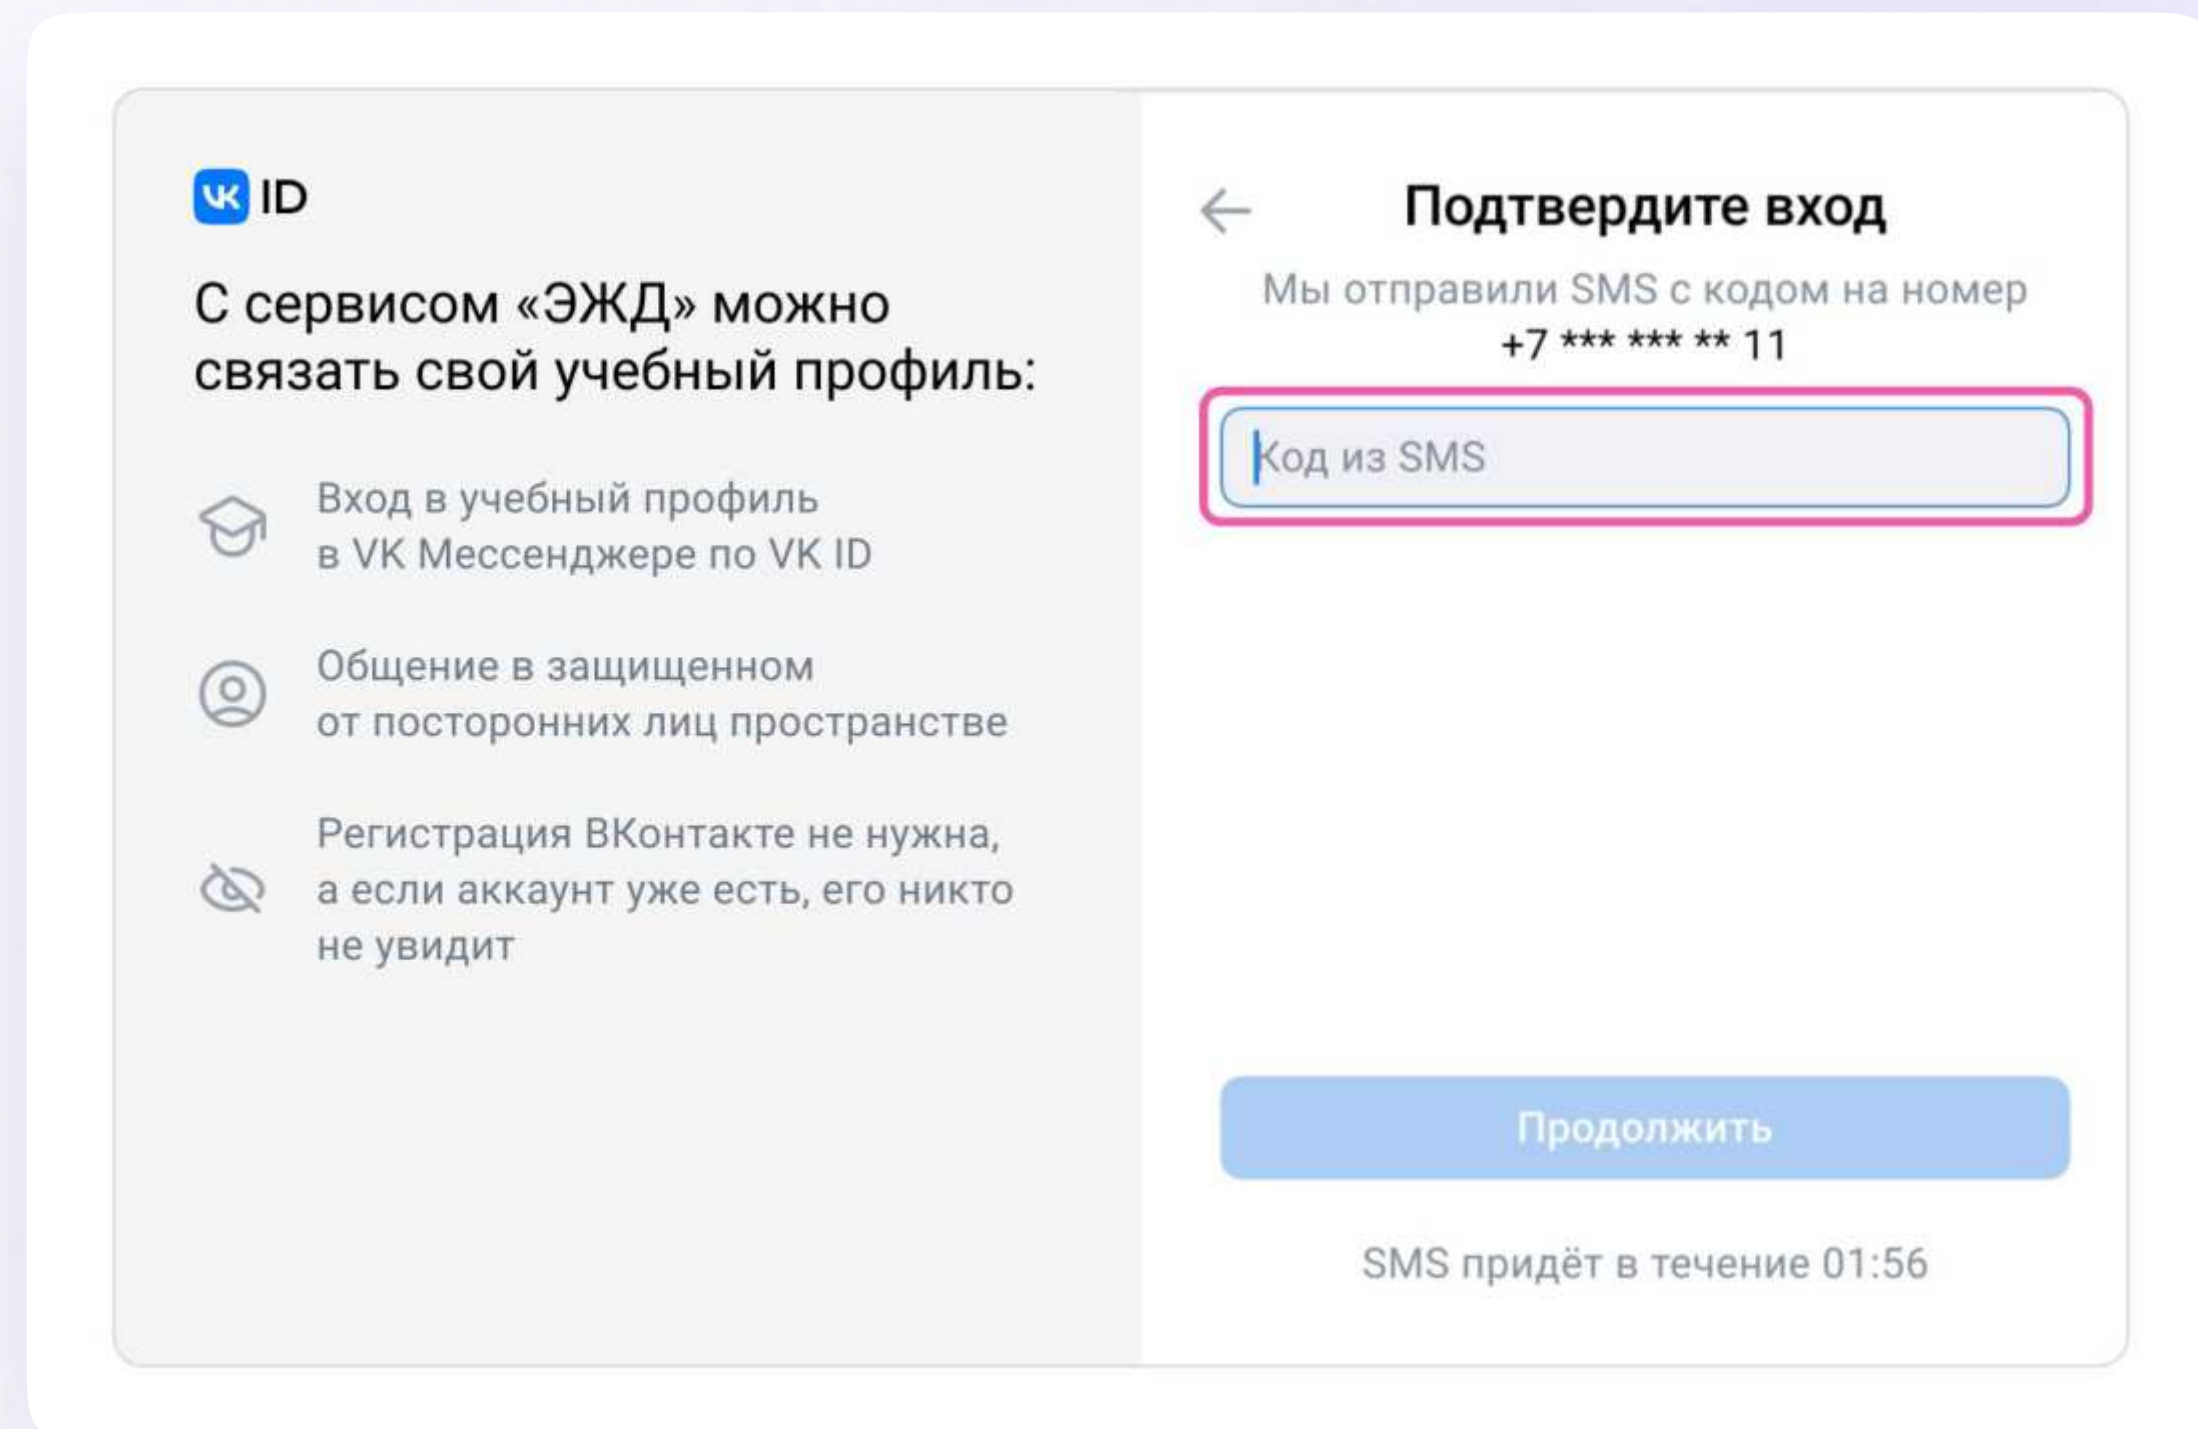 VK ID
С сервисом «ЭЖД» можно
связать свой учебный профиль:
Вход в учебный профиль
в VK Мессенджере по VK ID
Общение в защищенном
от посторонних лиц пространстве
Регистрация ВКонтакте не нужна,
а если аккаунт уже есть, его никто
не увидит
Подтвердите вход
Мы отправили SMS с кодом на номер
+7 *** *** ** 11
Код из SMS
Продолжить
SMS придёт в течение 01:56